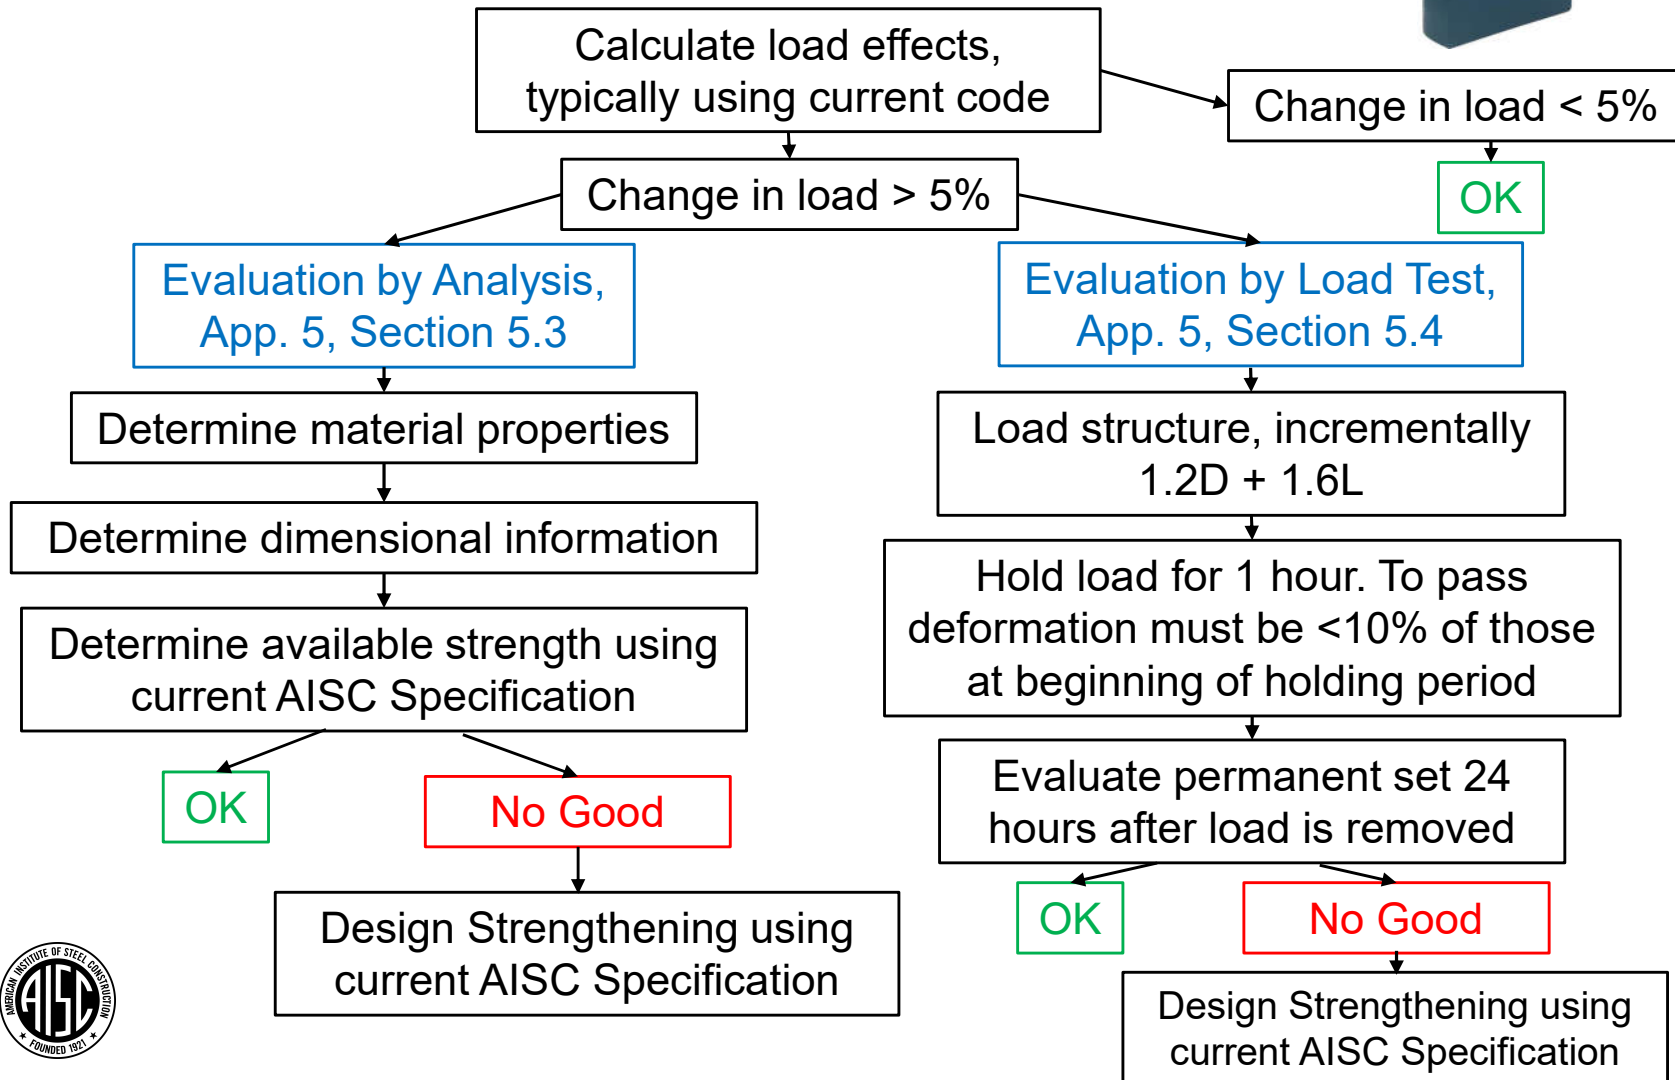 Calculate load effects,
typically using current code
Change in load < 5%
OK
Change in load > 5%
Evaluation by Analysis,
App. 5, Section 5.3
Determine material properties
Determine dimensional information
Determine available strength using
current AISC Specification
OK
No Good
Design Strengthening using
current AISC Specification
Evaluation by Load Test,
App. 5, Section 5.4
Load structure, incrementally
1.2D + 1.6L
Hold load for 1 hour. To pass
deformation must be <10% of those
at beginning of holding period
Evaluate permanent set 24
hours after load is removed
OK
No Good
Design Strengthening using
current AISC Specification
AMERICAN INSTITUTE OF STEEL CONSTRUCTION
AISC
FOUNDED 1921